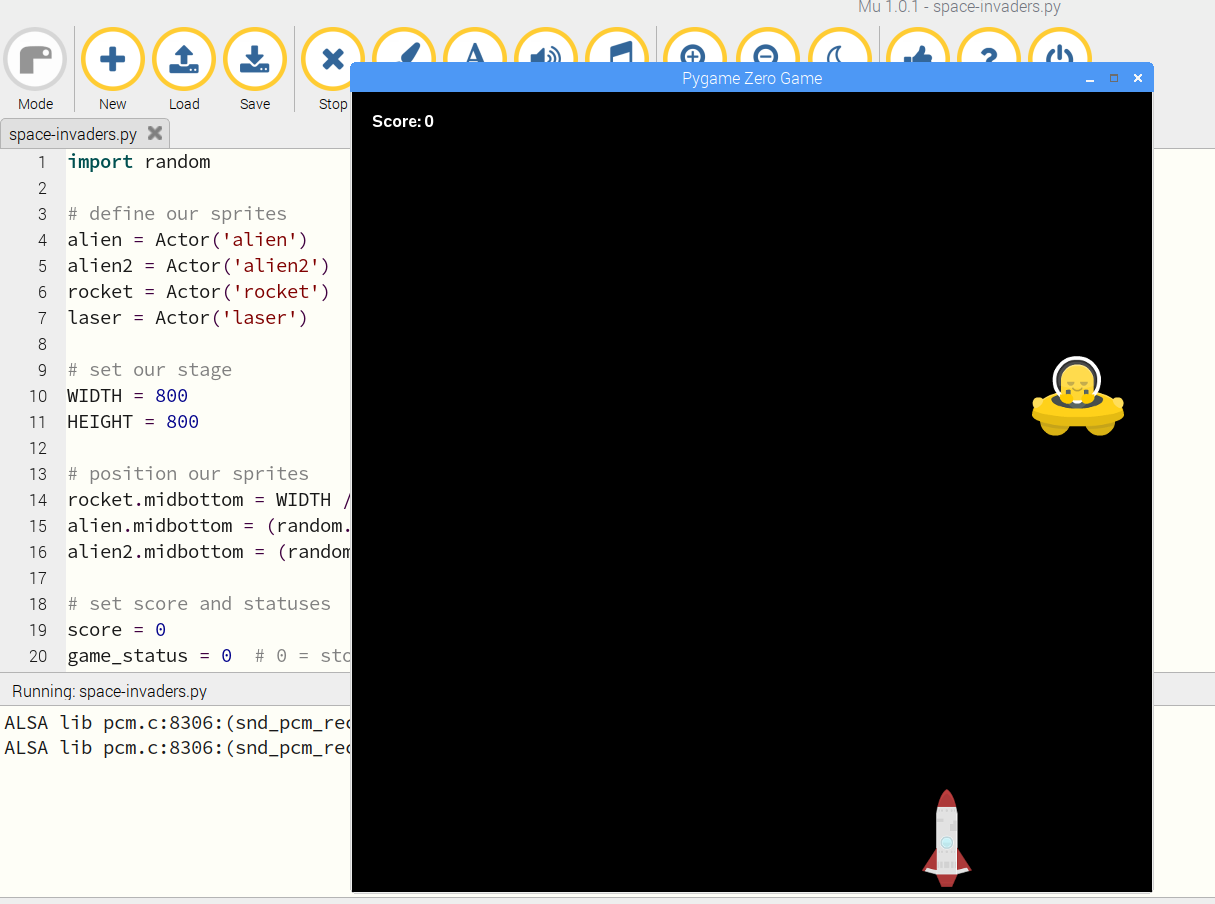 Mu 1.0.1 - space-invaders.py
Mode New Load Save Stop
Pygame Zero Game
space-invaders.py
Score: 0
1 import random
2
3 # define our sprites
4 alien = Actor('alien')
5 alien2 = Actor('alien2')
6 rocket = Actor('rocket')
7 laser = Actor('laser')
8
9 # set our stage
10 WIDTH = 800
11 HEIGHT = 800
12
13 # position our sprites
14 rocket.midbottom = WIDTH /
15 alien.midbottom = (random.
16 alien2.midbottom = (random
17
18 # set score and statuses
19 score = 0
20 game_status = 0  # 0 = sto
Running: space-invaders.py
ALSA lib pcm.c:8306:(snd_pcm_rec
ALSA lib pcm.c:8306:(snd_pcm_rec